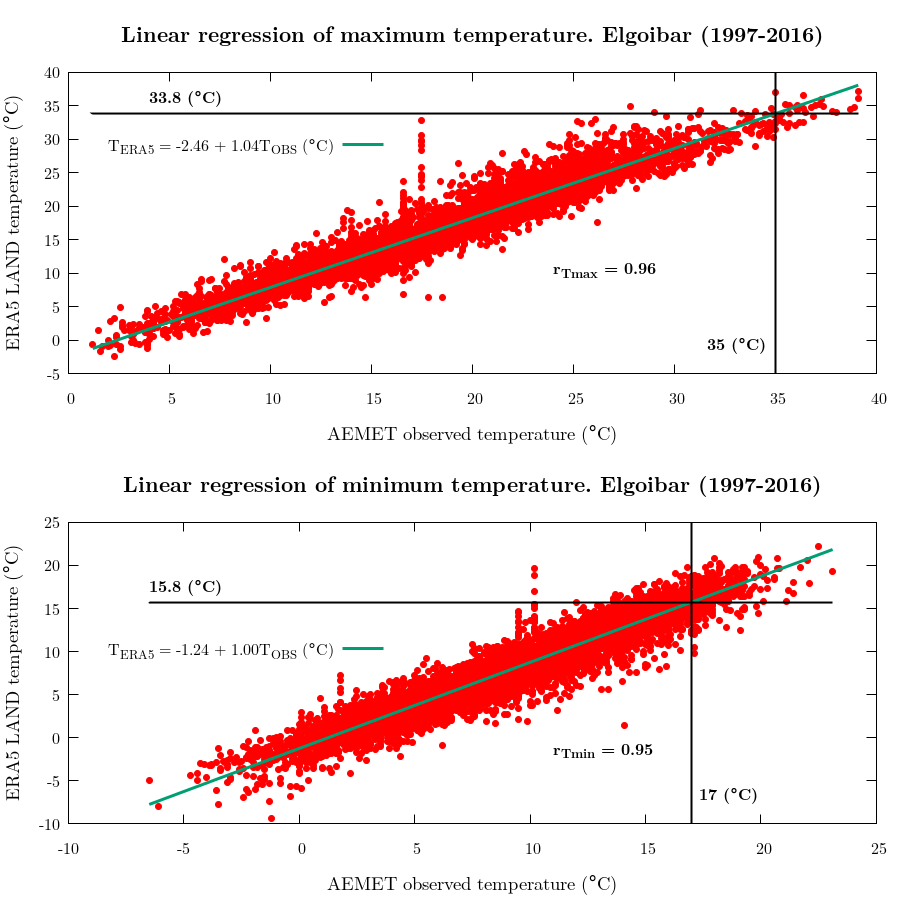 Linear regression of maximum temperature. Elgoibar (1997-2016)
40
35
30
25
20
15
10
5
0
-5
ERA5 LAND temperature (°C)
33.8 (°C)
T_ERA5 = -2.46 + 1.04T_OBS (°C)
r_Tmax = 0.96
35 (°C)
0 5 10 15 20 25 30 35 40
AEMET observed temperature (°C)
Linear regression of minimum temperature. Elgoibar (1997-2016)
25
20
15
10
5
0
-5
-10
ERA5 LAND temperature (°C)
15.8 (°C)
T_ERA5 = -1.24 + 1.00T_OBS (°C)
r_Tmin = 0.95
17 (°C)
-10 -5 0 5 10 15 20 25
AEMET observed temperature (°C)